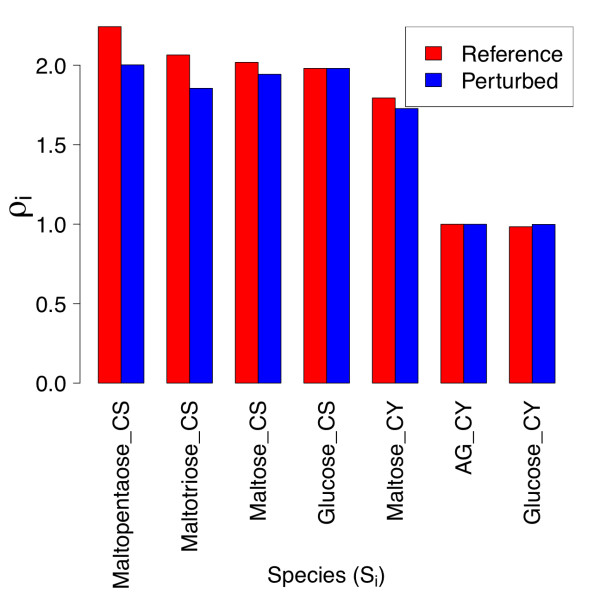 Reference
Perturbed
2.0
1.5
1.0
0.5
0.0
ρi
Maltopentaose_CS
Maltotriose_CS
Maltose_CS
Glucose_CS
Maltose_CY
AG_CY
Glucose_CY
Species (Si)